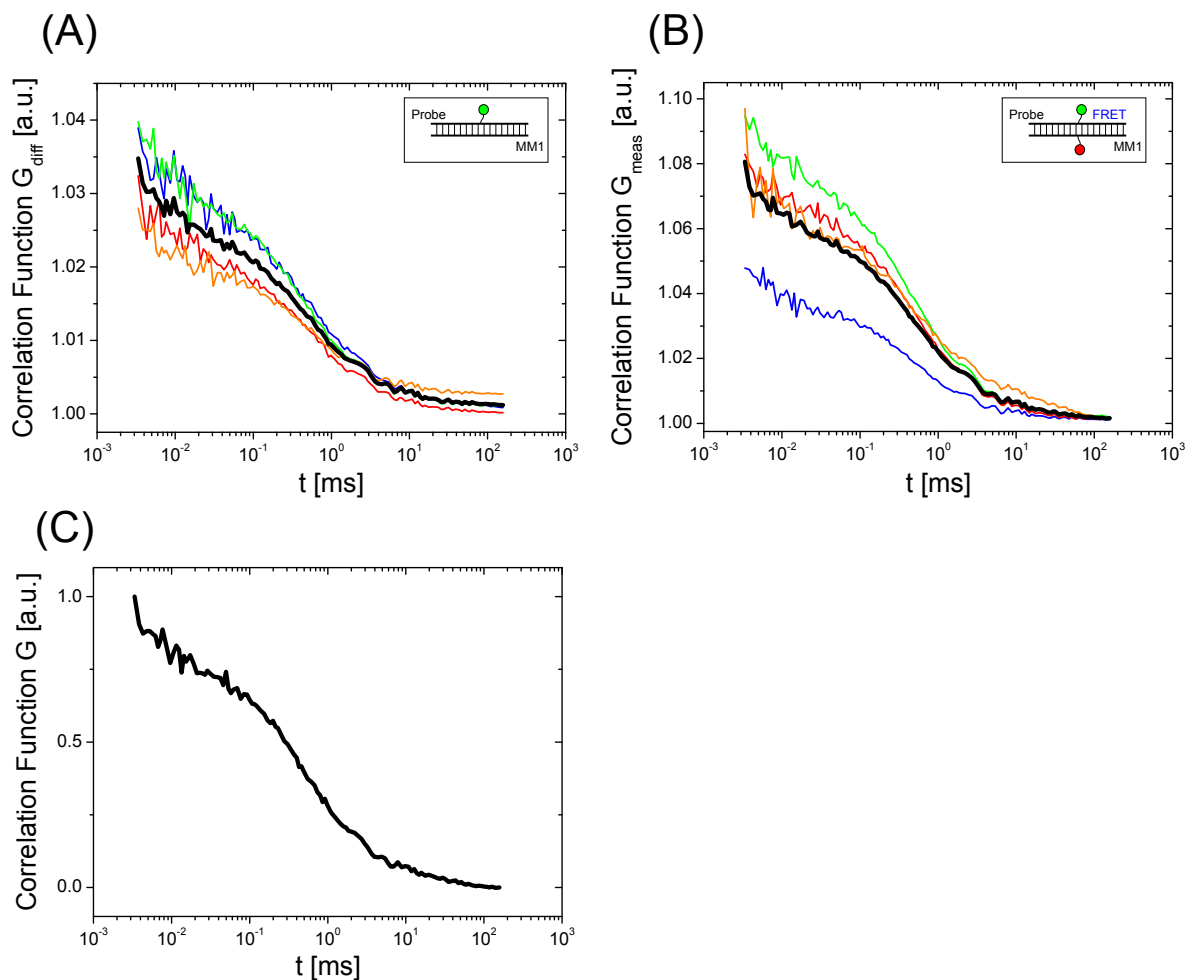 (A)
Correlation Function G_diff [a.u.]
1.04
1.03
1.02
1.01
1.00
10^-3 10^-2 10^-1 10^0 10^1 10^2 10^3
t [ms]
Probe
MM1
(B)
Correlation Function G_meas [a.u.]
1.10
1.08
1.06
1.04
1.02
1.00
10^-3 10^-2 10^-1 10^0 10^1 10^2 10^3
t [ms]
Probe FRET
MM1
(C)
Correlation Function G [a.u.]
1.0
0.5
0.0
10^-3 10^-2 10^-1 10^0 10^1 10^2 10^3
t [ms]